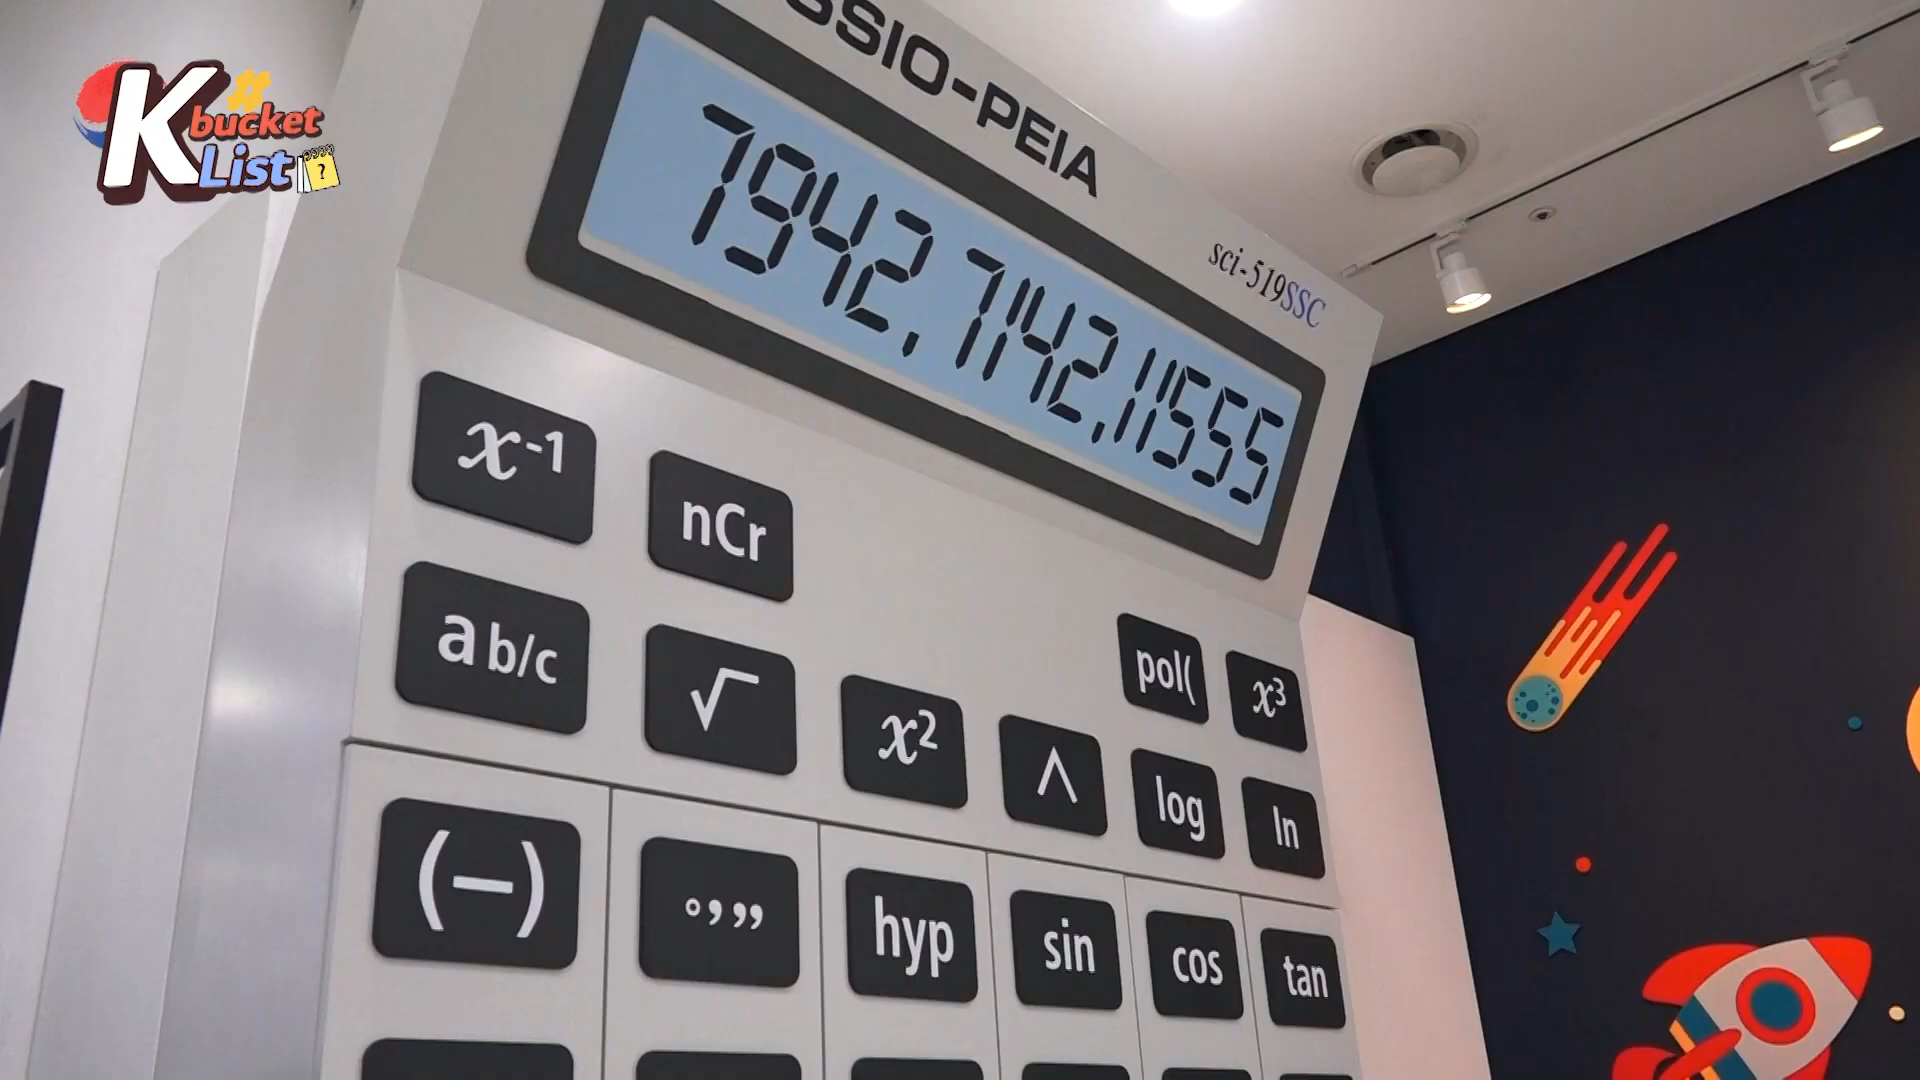 K
#
bucket
List
?
SSIO-PEIA
sci-519SSC
7942,7142,11555
x⁻¹
nCr
a b/c
√
x²
^
pol(
x³
log
ln
(−)
° ’ ’’
hyp
sin
cos
tan